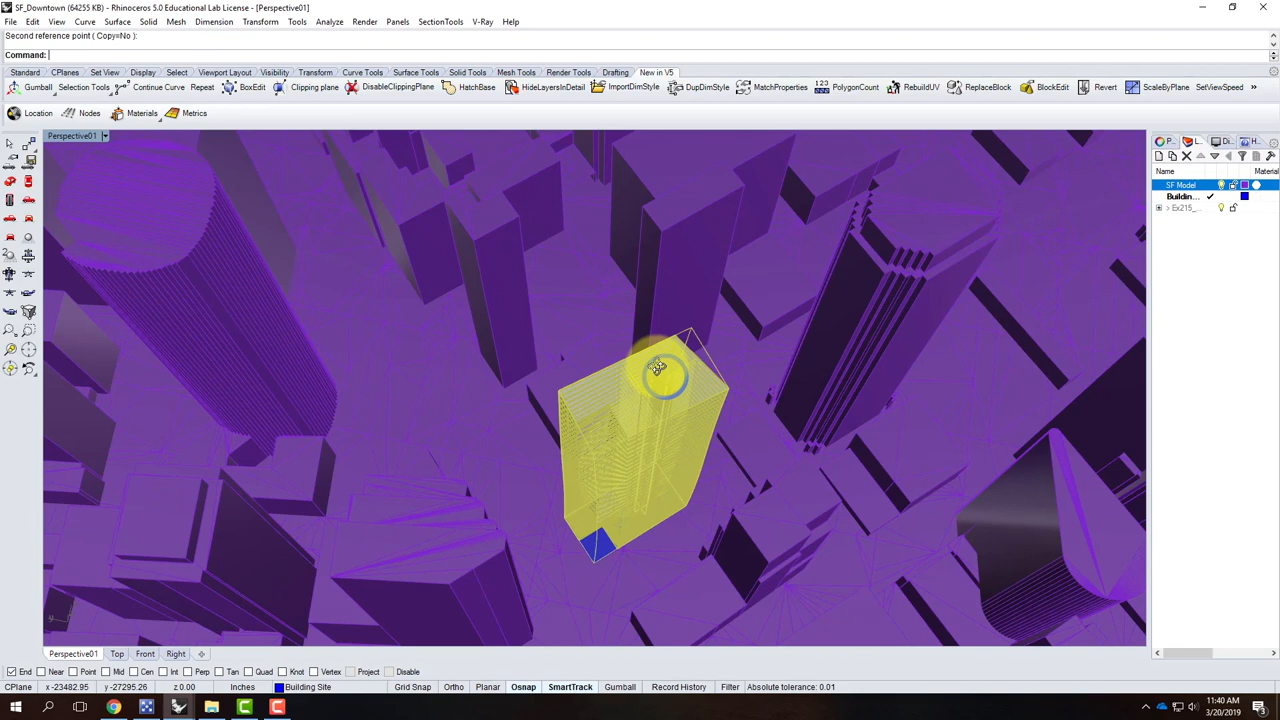 SF_Downtown (64255 KB) - Rhinoceros 5.0 Educational Lab License - [Perspective01]
File Edit View Curve Surface Solid Mesh Dimension Transform Tools Analyze Render Panels SectionTools V-Ray Help
Second reference point ( Copy=No ):
Command:
Standard CPlanes Set View Display Select Viewport Layout Visibility Transform Curve Tools Surface Tools Solid Tools Mesh Tools Render Tools Drafting New in V5
Gumball Selection Tools Continue Curve Repeat BoxEdit Clipping plane DisableClippingPlane HatchBase HideLayersInDetail ImportDimStyle DupDimStyle MatchProperties PolygonCount RebuildUV ReplaceBlock BlockEdit Revert ScaleByPlane SetViewSpeed »
Location Nodes Materials Metrics
Perspective01
P... L... Di... H...
Name Material
SF Model
Buildin...
> Ex215_...
Perspective01 Top Front Right
End Near Point Mid Cen Int Perp Tan Quad Knot Vertex Project Disable
CPlane x -23482.95 y -27295.26 z 0.00 Inches Building Site Grid Snap Ortho Planar Osnap SmartTrack Gumball Record History Filter Absolute tolerance: 0.01
11:40 AM
3/20/2019